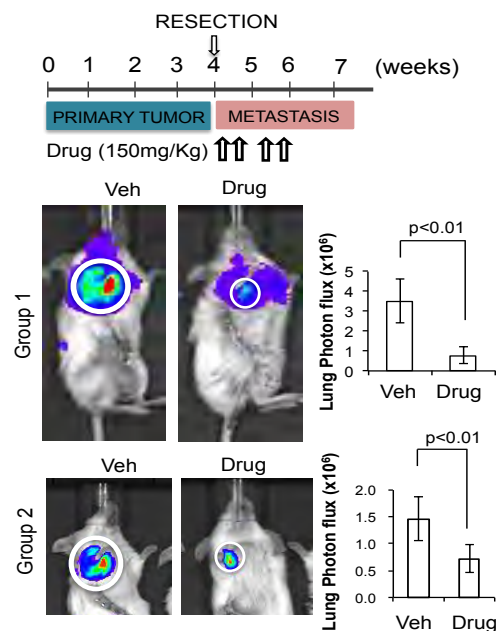 RESECTION
0 1 2 3 4 5 6 7 (weeks)
PRIMARY TUMOR METASTASIS
Drug (150mg/Kg)
Veh Drug
Group 1
Lung Photon flux (x10⁶)
p<0.01
5
4
3
2
1
0
Veh Drug
Group 2
Veh Drug
Lung Photon flux (x10⁶)
p<0.01
2.0
1.5
1.0
0.5
0.0
Veh Drug